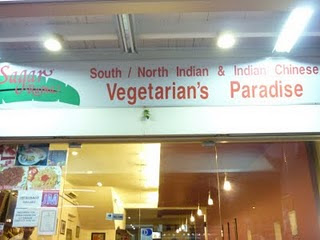 Sagar
South / North Indian & Indian Chinese
Vegetarian's Paradise